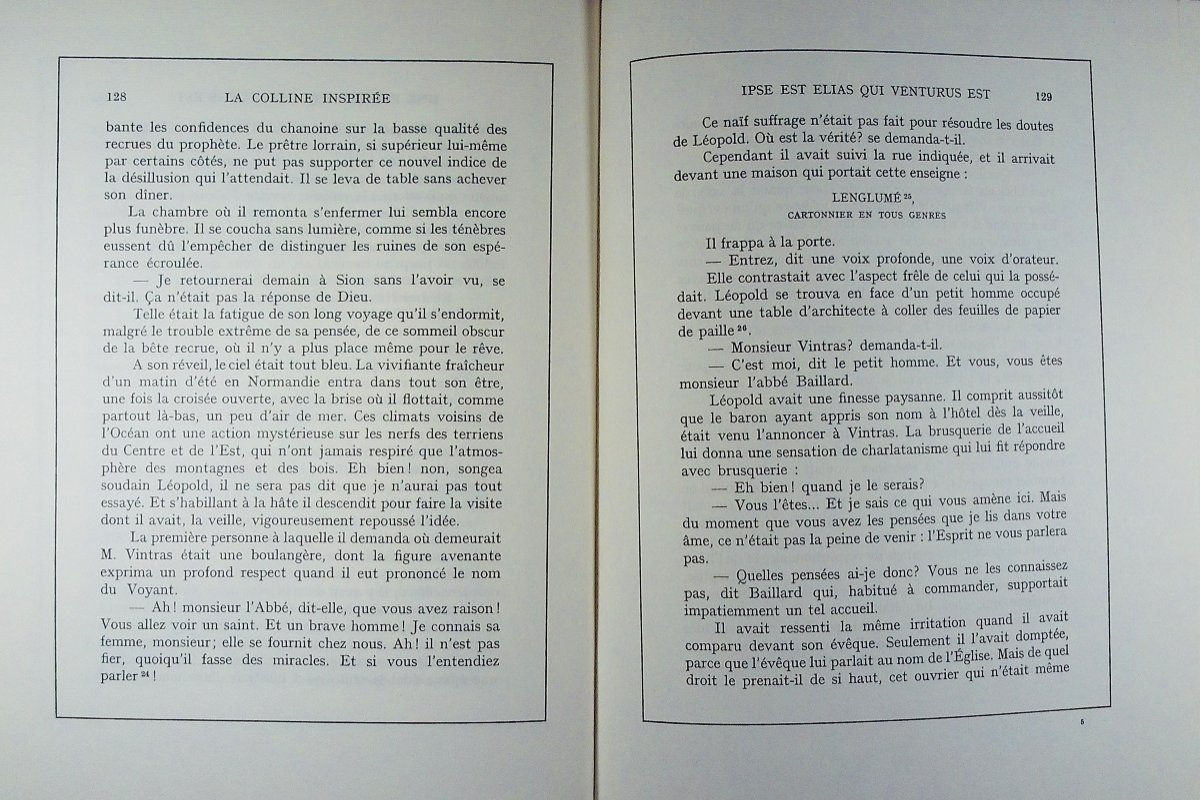 128 LA COLLINE INSPIRÉE
bante les confidences du chanoine sur la basse qualité des
recrues du prophète. Le prêtre lorrain, si supérieur lui-même
par certains côtés, ne put pas supporter ce nouvel indice de
la désillusion qui l'attendait. Il se leva de table sans achever
son dîner.
La chambre où il remonta s'enfermer lui sembla encore
plus funèbre. Il se coucha sans lumière, comme si les ténèbres
eussent dû l'empêcher de distinguer les ruines de son espé-
rance écroulée.
— Je retournerai demain à Sion sans l'avoir vu, se
dit-il. Ça n'était pas la réponse de Dieu.
Telle était la fatigue de son long voyage qu'il s'endormit,
malgré le trouble extrême de sa pensée, de ce sommeil obscur
de la bête recrue, où il n'y a plus place même pour le rêve.
A son réveil, le ciel était tout bleu. La vivifiante fraîcheur
d'un matin d'été en Normandie entra dans tout son être,
une fois la croisée ouverte, avec la brise où il flottait, comme
partout là-bas, un peu d'air de mer. Ces climats voisins de
l'Océan ont une action mystérieuse sur les nerfs des terriens
du Centre et de l'Est, qui n'ont jamais respiré que l'atmos-
phère des montagnes et des bois. Eh bien! non, songea
soudain Léopold, il ne sera pas dit que je n'aurai pas tout
essayé. Et s'habillant à la hâte il descendit pour faire la visite
dont il avait, la veille, vigoureusement repoussé l'idée.
La première personne à laquelle il demanda où demeurait
M. Vintras était une boulangère, dont la figure avenante
exprima un profond respect quand il eut prononcé le nom
du Voyant.
— Ah! monsieur l'Abbé, dit-elle, que vous avez raison!
Vous allez voir un saint. Et un brave homme! Je connais sa
femme, monsieur; elle se fournit chez nous. Ah! il n'est pas
fier, quoiqu'il fasse des miracles. Et si vous l'entendiez
parler ²⁴!
IPSE EST ELIAS QUI VENTURUS EST 129
Ce naïf suffrage n'était pas fait pour résoudre les doutes
de Léopold. Où est la vérité? se demanda-t-il.
Cependant il avait suivi la rue indiquée, et il arrivait
devant une maison qui portait cette enseigne :
LENGLUMÉ ²⁵,
CARTONNIER EN TOUS GENRES
Il frappa à la porte.
— Entrez, dit une voix profonde, une voix d'orateur.
Elle contrastait avec l'aspect frêle de celui qui la possé-
dait. Léopold se trouva en face d'un petit homme occupé
devant une table d'architecte à coller des feuilles de papier
de paille ²⁶.
— Monsieur Vintras? demanda-t-il.
— C'est moi, dit le petit homme. Et vous, vous êtes
monsieur l'abbé Baillard.
Léopold avait une finesse paysanne. Il comprit aussitôt
que le baron ayant appris son nom à l'hôtel dès la veille,
était venu l'annoncer à Vintras. La brusquerie de l'accueil
lui donna une sensation de charlatanisme qui lui fit répondre
avec brusquerie :
— Eh bien! quand je le serais?
— Vous l'êtes... Et je sais ce qui vous amène ici. Mais
du moment que vous avez les pensées que je lis dans votre
âme, ce n'était pas la peine de venir : l'Esprit ne vous parlera
pas.
— Quelles pensées ai-je donc? Vous ne les connaissez
pas, dit Baillard qui, habitué à commander, supportait
impatiemment un tel accueil.
Il avait ressenti la même irritation quand il avait
comparu devant son évêque. Seulement il l'avait domptée,
parce que l'évêque lui parlait au nom de l'Église. Mais de quel
droit le prenait-il de si haut, cet ouvrier qui n'était même
5